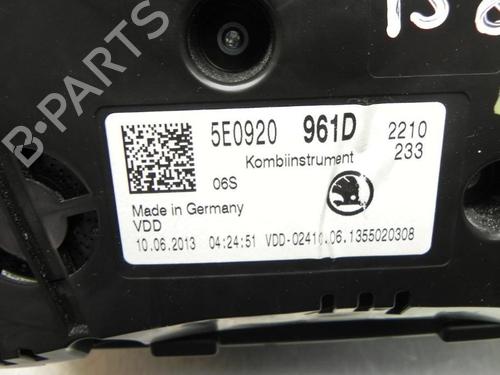 5E0920 961D 2210
233
Kombiinstrument
06S
Made in Germany
VDD
10.06.2013 04:24:51 VDD-02410.06.1355020308
B-PARTS